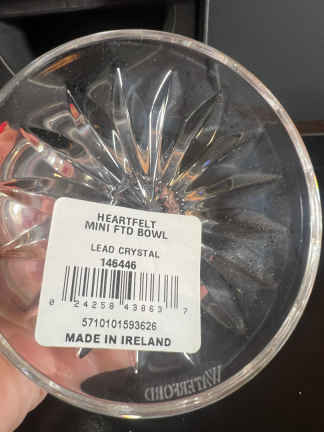 HEARTFELT
MINI FTD BOWL
LEAD CRYSTAL
146446
0 24258 43863 7
5710101593626
MADE IN IRELAND
WATERFORD